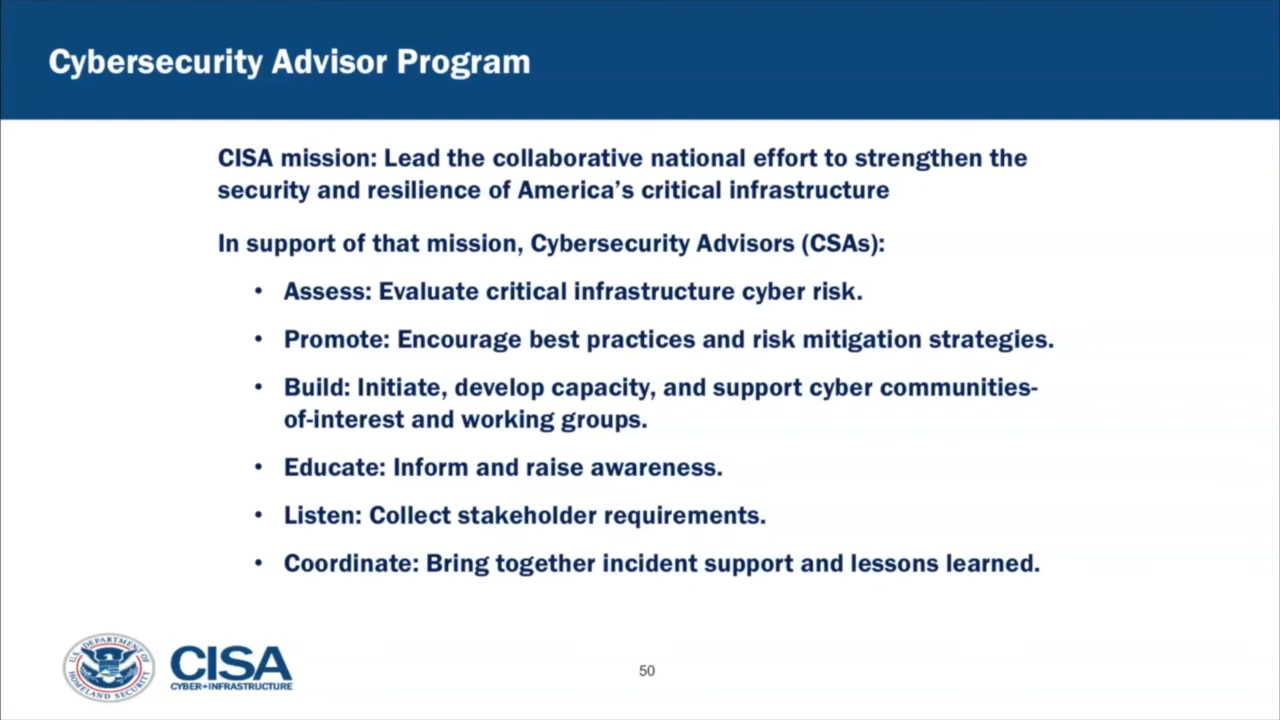 Cybersecurity Advisor Program
CISA mission: Lead the collaborative national effort to strengthen the
security and resilience of America’s critical infrastructure
In support of that mission, Cybersecurity Advisors (CSAs):
• Assess: Evaluate critical infrastructure cyber risk.
• Promote: Encourage best practices and risk mitigation strategies.
• Build: Initiate, develop capacity, and support cyber communities-
of-interest and working groups.
• Educate: Inform and raise awareness.
• Listen: Collect stakeholder requirements.
• Coordinate: Bring together incident support and lessons learned.
U.S. DEPARTMENT OF
HOMELAND SECURITY
CISA
CYBER+INFRASTRUCTURE
50